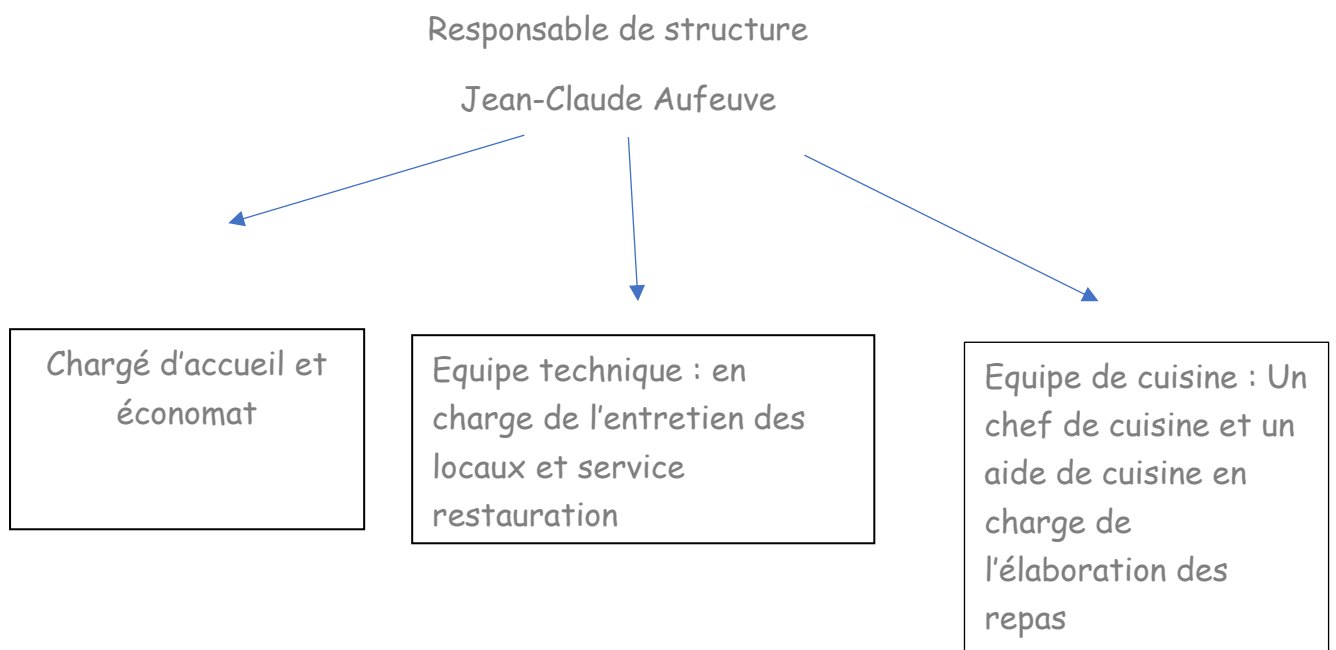 Responsable de structure
Jean-Claude Aufeuve
Chargé d'accueil et
économat
Equipe technique : en
charge de l'entretien des
locaux et service
restauration
Equipe de cuisine : Un
chef de cuisine et un
aide de cuisine en
charge de
l'élaboration des
repas